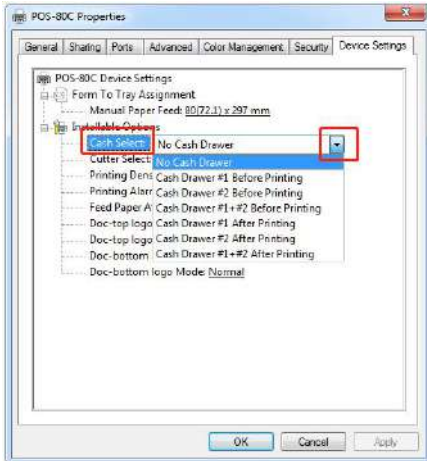 POS-80C Properties
General Sharing Ports Advanced Color Management Security Device Settings
POS-80C Device Settings
Form To Tray Assignment
Manual Paper Feed: 80(72.1) x 297 mm
Installable Options
Cash Select: No Cash Drawer
Cutter Select: No Cash Drawer
Printing Dens Cash Drawer #1 Before Printing
Printing Alarr Cash Drawer #2 Before Printing
Feed Paper A Cash Drawer #1+#2 Before Printing
Doc-top logo Cash Drawer #1 After Printing
Doc-top logo Cash Drawer #2 After Printing
Doc-bottom Cash Drawer #1+#2 After Printing
Doc-bottom logo Mode: Normal
OK Cancel Apply